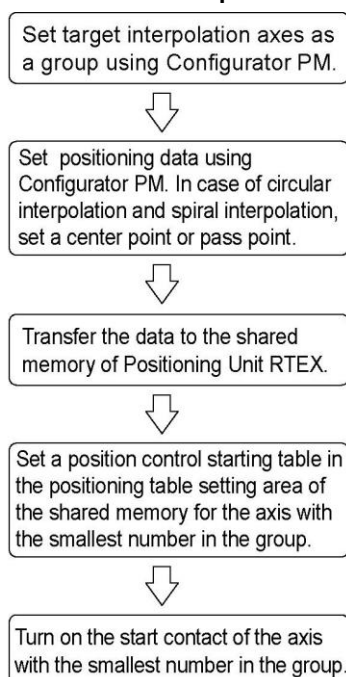 Set target interpolation axes as
a group using Configurator PM.
Set positioning data using
Configurator PM. In case of circular
interpolation and spiral interpolation,
set a center point or pass point.
Transfer the data to the shared
memory of Positioning Unit RTEX.
Set a position control starting table in
the positioning table setting area of
the shared memory for the axis with
the smallest number in the group.
Turn on the start contact of the axis
with the smallest number in the group.